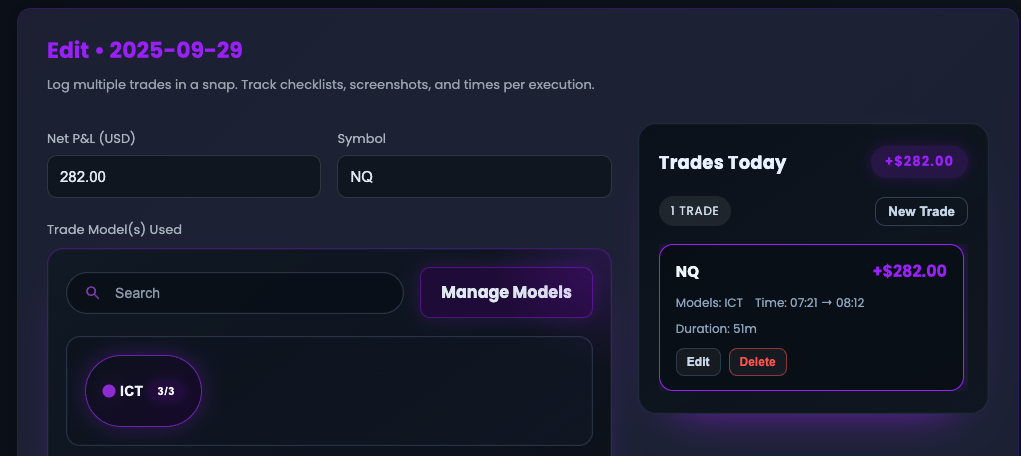 Edit • 2025-09-29
Log multiple trades in a snap. Track checklists, screenshots, and times per execution.
Net P&L (USD)
Symbol
282.00
NQ
Trade Model(s) Used
Search
Manage Models
ICT 3/3
Trades Today
+$282.00
1 TRADE
New Trade
NQ
+$282.00
Models: ICT Time: 07:21 → 08:12
Duration: 51m
Edit
Delete